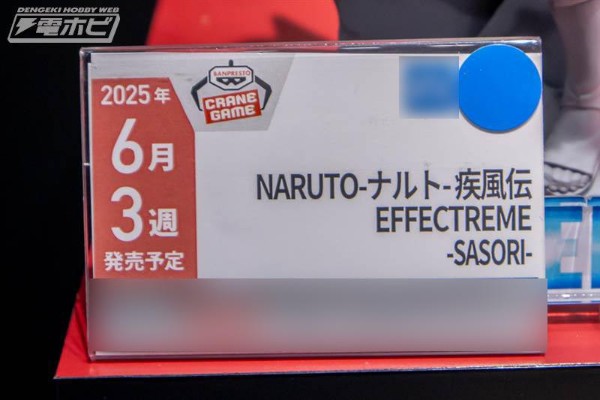 DENGEKI HOBBY WEB
電ホビ
BANPRESTO
CRANE
GAME
2025年
6月
3週
発売予定
NARUTO-ナルト-疾風伝
EFFECTREME
-SASORI-